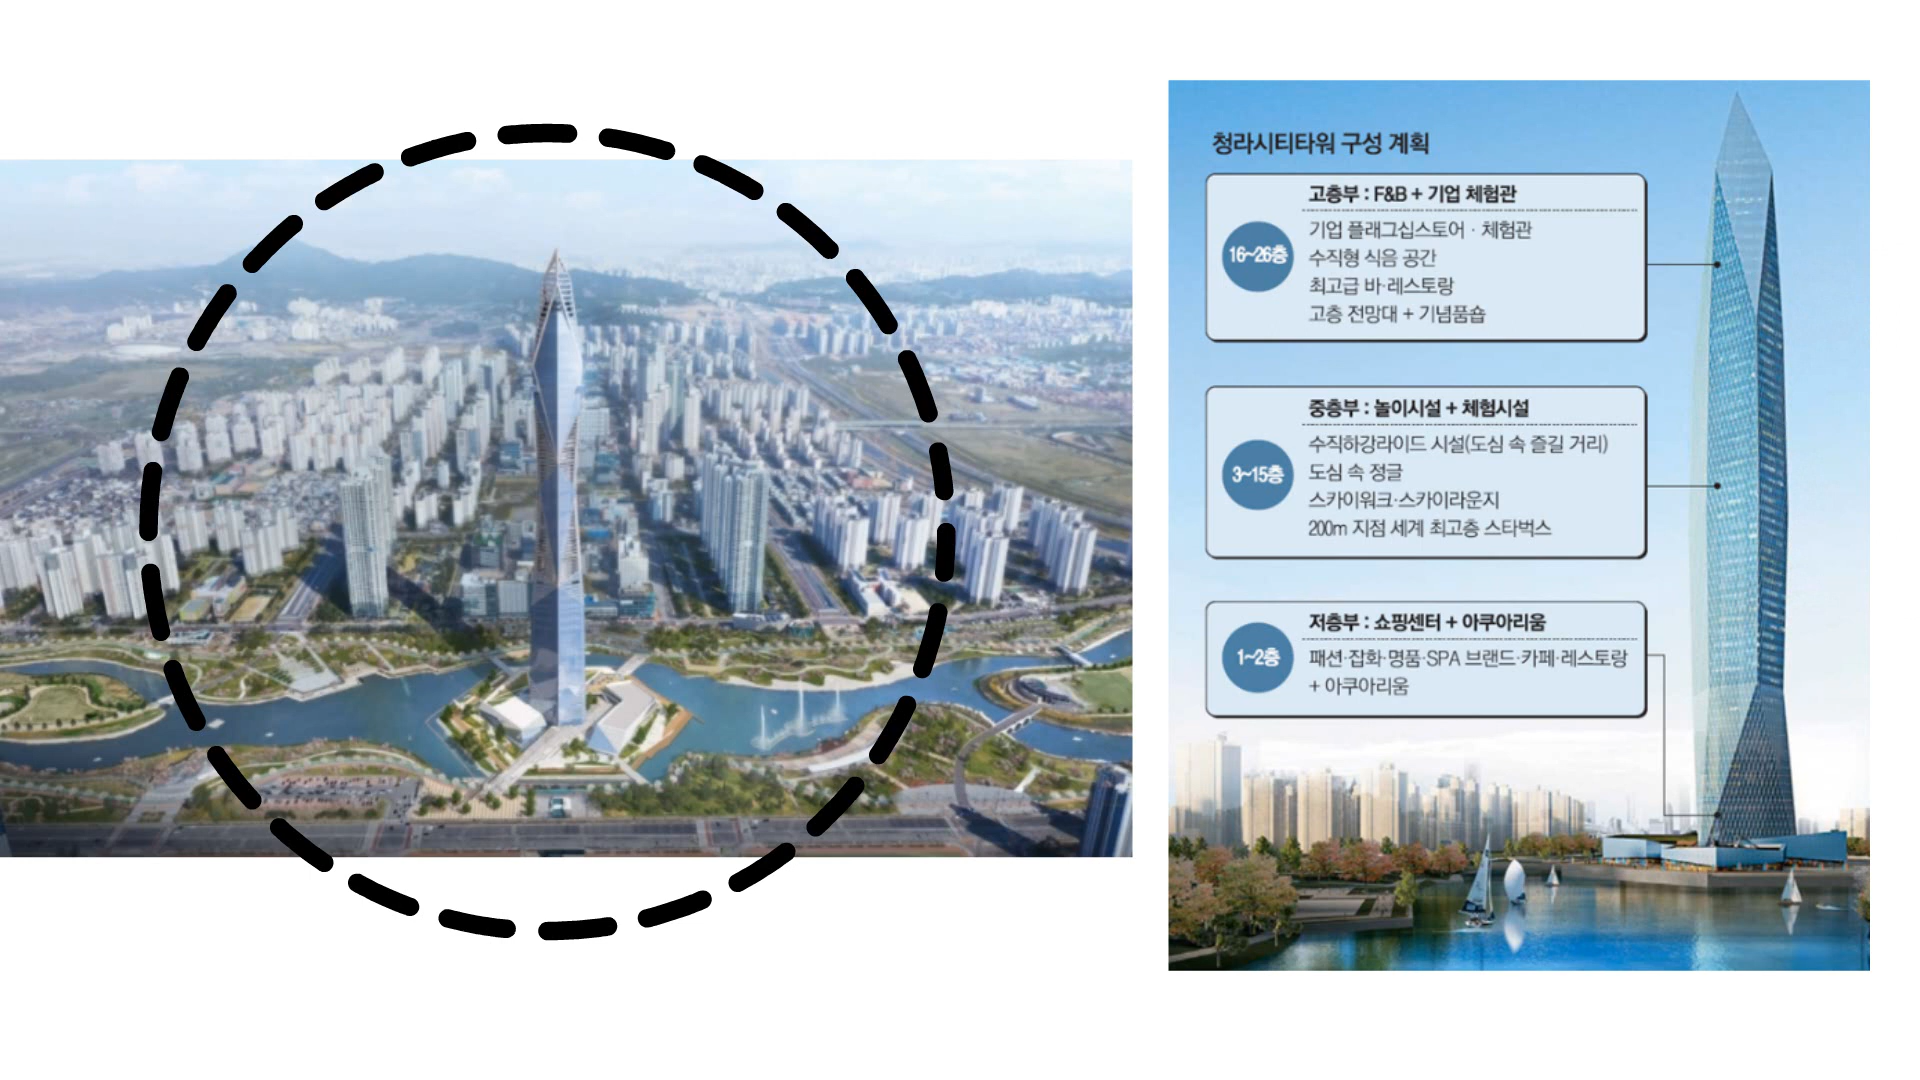 청라시티타워 구성 계획
고층부 : F&B + 기업 체험관
16~26층
기업 플래그십스토어 · 체험관
수직형 식음 공간
최고급 바·레스토랑
고층 전망대 + 기념품숍
중층부 : 놀이시설 + 체험시설
3~15층
수직하강라이드 시설(도심 속 즐길 거리)
도심 속 정글
스카이워크·스카이라운지
200m 지점 세계 최고층 스타벅스
저층부 : 쇼핑센터 + 아쿠아리움
1~2층
패션·잡화·명품·SPA 브랜드·카페·레스토랑
+ 아쿠아리움